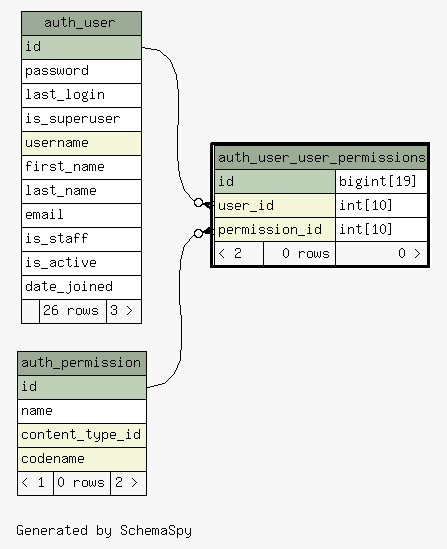 auth_user
id
password
last_login
is_superuser
username
first_name
last_name
email
is_staff
is_active
date_joined
26 rows 3 >
auth_user_user_permissions
id bigint[19]
user_id int[10]
permission_id int[10]
< 2 0 rows 0 >
auth_permission
id
name
content_type_id
codename
< 1 0 rows 2 >
Generated by SchemaSpy